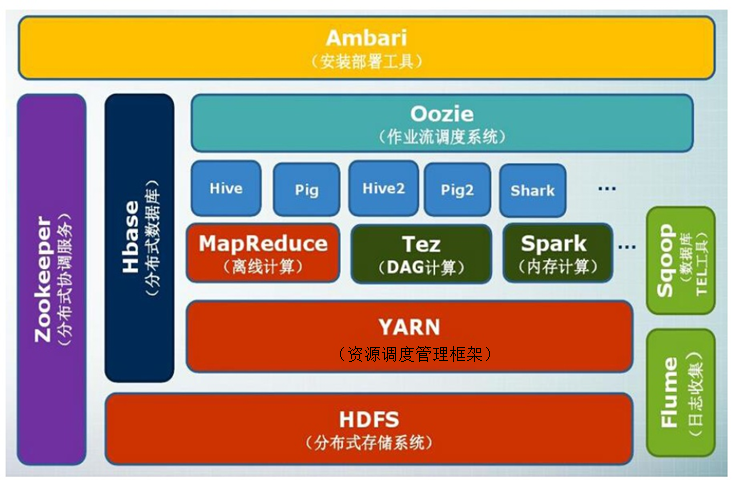 Ambari
（安装部署工具）
Zookeeper
（分布式协调服务）
Hbase
（分布式数据库）
Oozie
（作业流调度系统）
Hive
Pig
Hive2
Pig2
Shark
...
MapReduce
（离线计算）
Tez
（DAG计算）
Spark
（内存计算）
...
Sqoop
（数据库
TEL工具）
YARN
（资源调度管理框架）
Flume
（日志收集）
HDFS
（分布式存储系统）